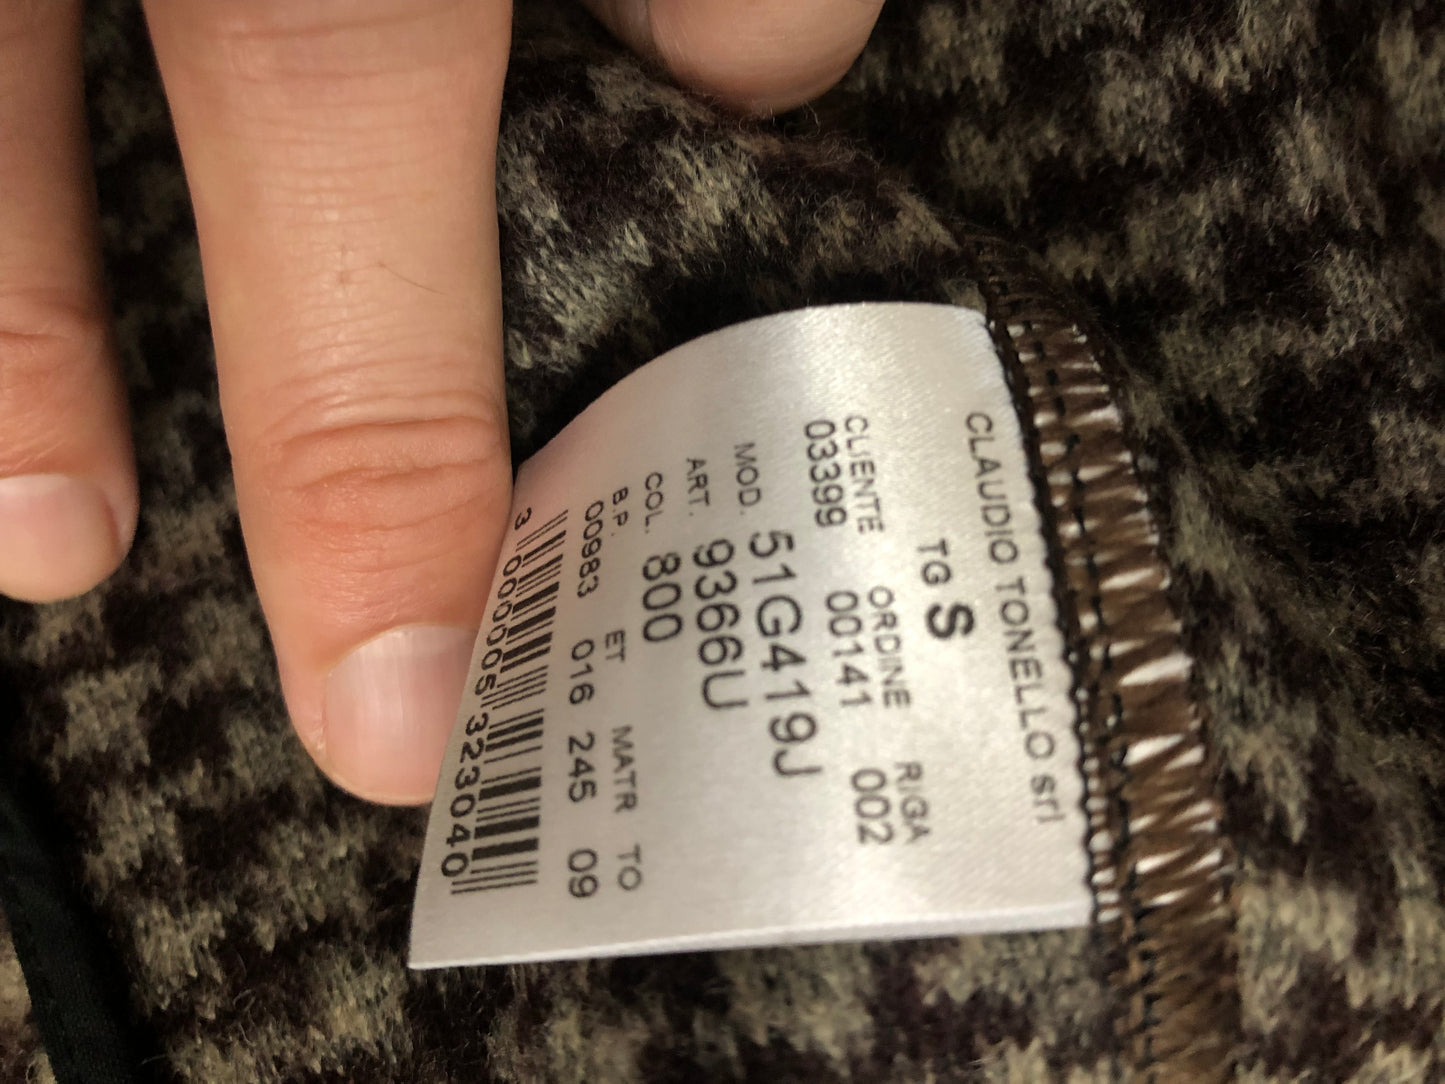 CLAUDIO TONELLO srl
TG S
CLIENTE ORDINE RIGA
03399 00141 002
MOD. 51G419J
ART. 9366U
COL. 800
B.P. ET MATR TO
00983 016 245 09
3 000005 323040